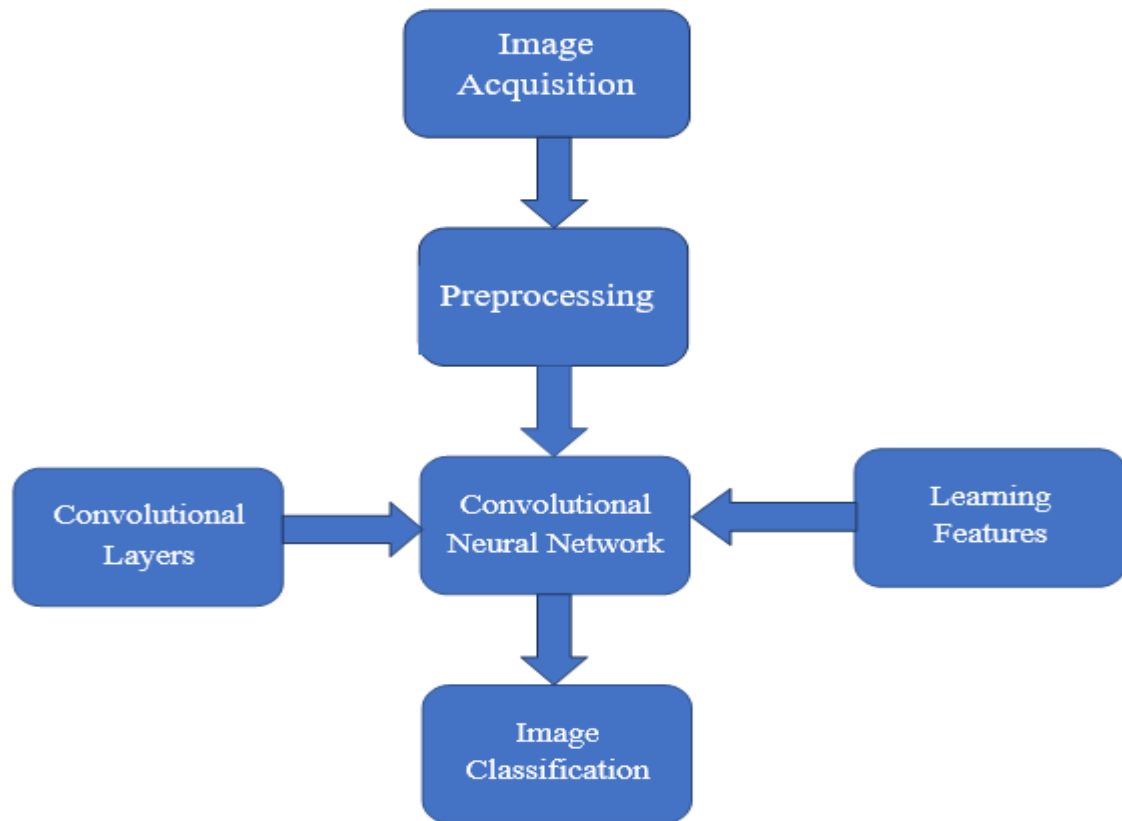 Image
Acquisition
Preprocessing
Convolutional
Layers
Convolutional
Neural Network
Learning
Features
Image
Classification